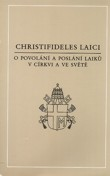 CHRISTIFIDELES LAICI
O POVOLÁNÍ A POSLÁNÍ LAIKŮ
V CÍRKVI A VE SVĚTĚ